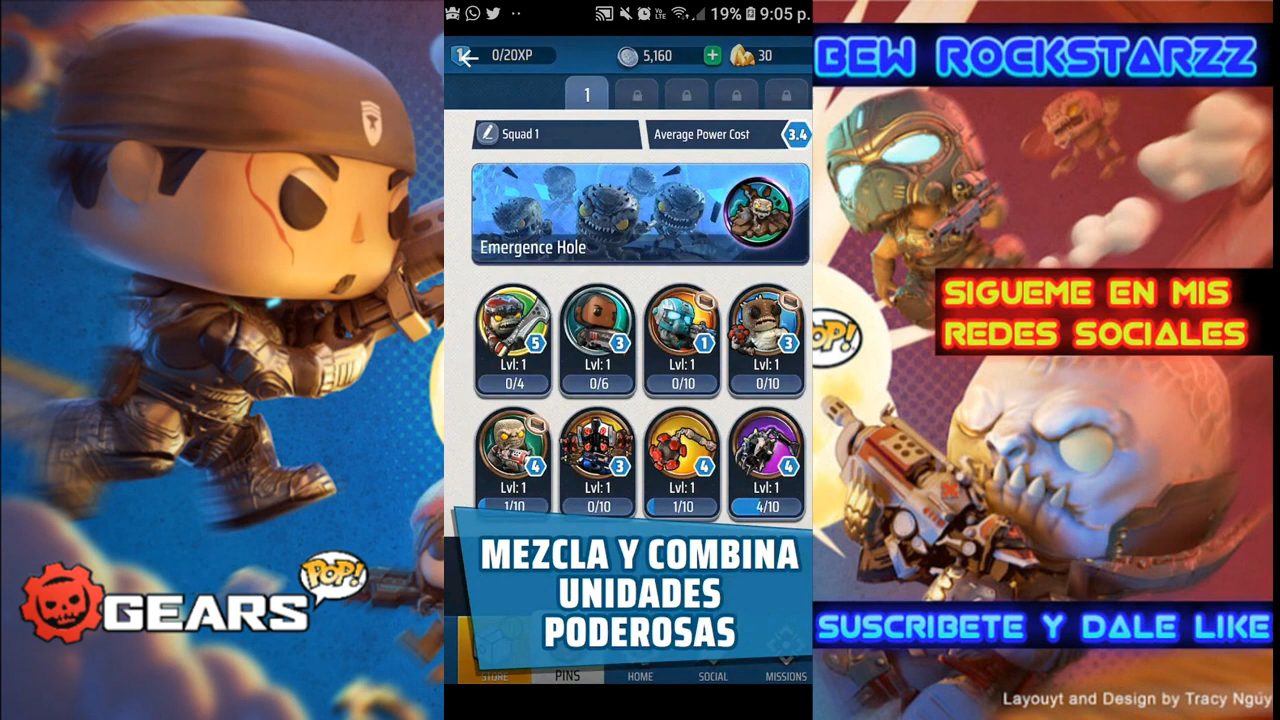 19% 9:05 p.
0/20XP
5,160
30
1
Squad 1
Average Power Cost
3.4
Emergence Hole
5
3
1
3
Lvl: 1
Lvl: 1
Lvl: 1
Lvl: 1
0/4
0/6
0/10
0/10
4
3
4
4
Lvl: 1
Lvl: 1
Lvl: 1
Lvl: 1
1/10
0/10
1/10
4/10
MEZCLA Y COMBINA
UNIDADES
PODEROSAS
STORE
PINS
HOME
SOCIAL
MISSIONS
GEARS
POP!
BEW ROCKSTARZZ
SIGUEME EN MIS
REDES SOCIALES
POP!
SUSCRIBETE Y DALE LIKE
Layouyt and Design by Tracy Ngúy